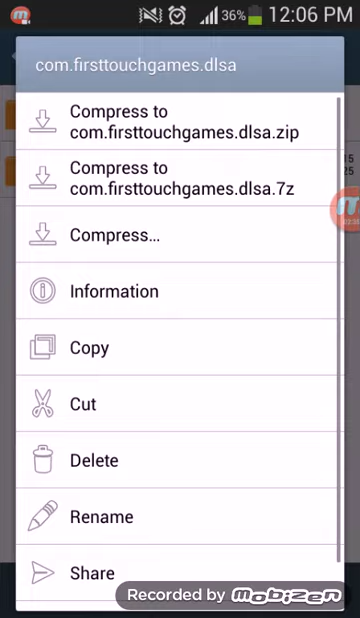 36% 12:06 PM
com.firsttouchgames.dlsa
Compress to
com.firsttouchgames.dlsa.zip
Compress to
com.firsttouchgames.dlsa.7z
Compress...
Information
Copy
Cut
Delete
Rename
Share
Recorded by mobizen